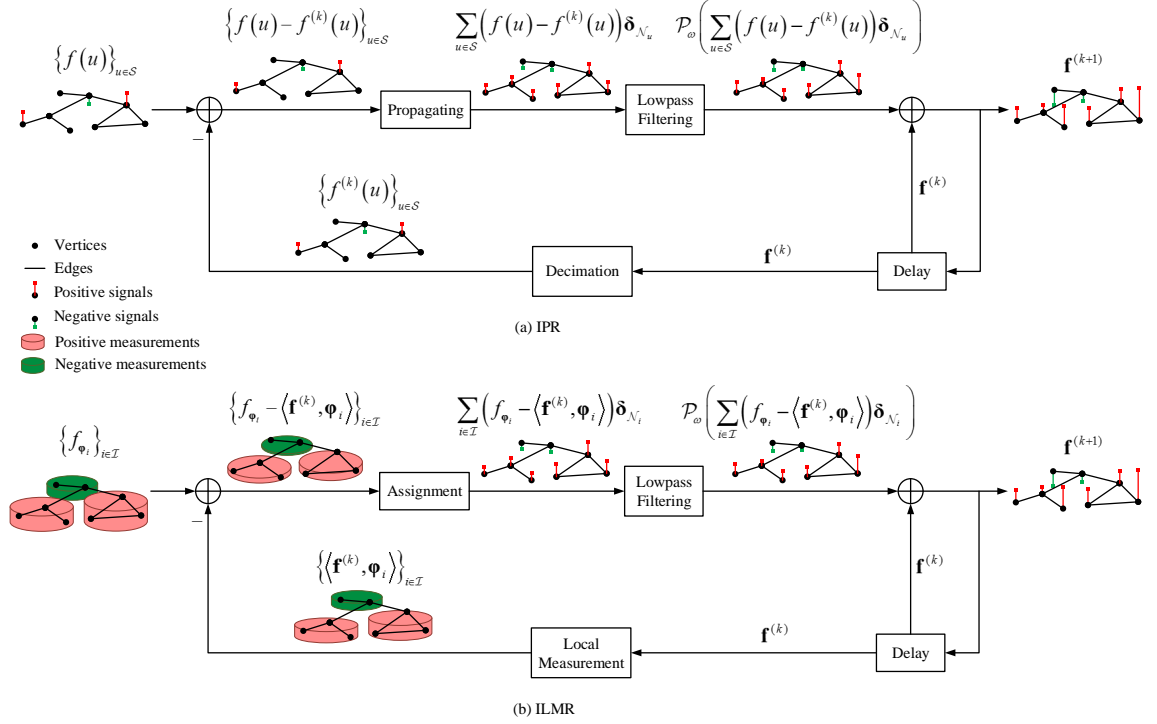 {f(u)}_{u∈S}
{f(u) − f^{(k)}(u)}_{u∈S}
∑_{u∈S}(f(u) − f^{(k)}(u))δ_{𝒩_u}
𝒫_ω(∑_{u∈S}(f(u) − f^{(k)}(u))δ_{𝒩_u})
f^{(k+1)}
Propagating
Lowpass
Filtering
−
{f^{(k)}(u)}_{u∈S}
f^{(k)}
Decimation
f^{(k)}
Delay
(a) IPR
Vertices
Edges
Positive signals
Negative signals
Positive measurements
Negative measurements
{f_{φ_i}}_{i∈ℐ}
{f_{φ_i} − ⟨f^{(k)}, φ_i⟩}_{i∈ℐ}
∑_{i∈ℐ}(f_{φ_i} − ⟨f^{(k)}, φ_i⟩)δ_{𝒩_i}
𝒫_ω(∑_{i∈ℐ}(f_{φ_i} − ⟨f^{(k)}, φ_i⟩)δ_{𝒩_i})
f^{(k+1)}
Assignment
Lowpass
Filtering
−
{⟨f^{(k)}, φ_i⟩}_{i∈ℐ}
f^{(k)}
Local
Measurement
f^{(k)}
Delay
(b) ILMR